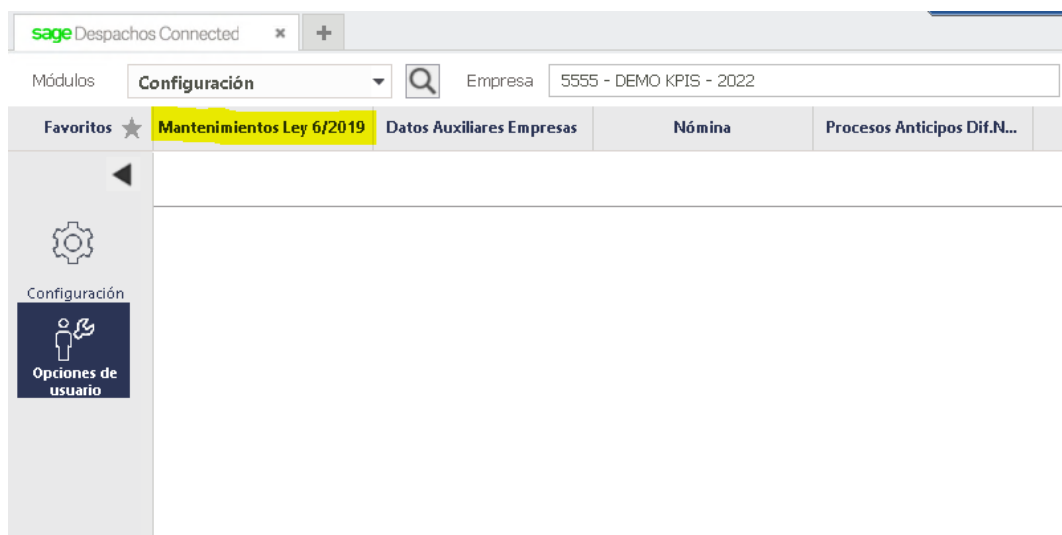 sage Despachos Connected × +
Módulos Configuración Empresa 5555 - DEMO KPIS - 2022
Favoritos Mantenimientos Ley 6/2019 Datos Auxiliares Empresas Nómina Procesos Anticipos Dif.N...
Configuración
Opciones de
usuario